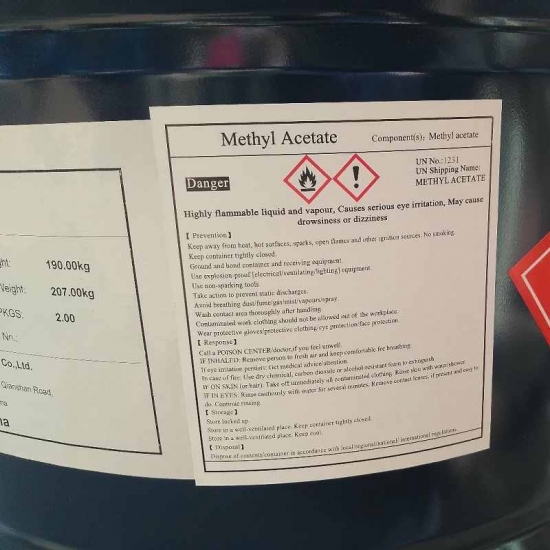 Methyl Acetate
Component(s): Methyl acetate
Danger
UN No.:1231
UN Shipping Name:
METHYL ACETATE
Highly flammable liquid and vapour, Causes serious eye irritation, May cause
drowsiness or dizziness
【 Prevention 】
Keep away from heat, hot surfaces, sparks, open flames and other ignition sources. No smoking.
Keep container tightly closed.
Ground and bond container and receiving equipment.
Use explosion-proof [electrical/ventilating/lighting] equipment.
Use non-sparking tools.
Take action to prevent static discharges.
Avoid breathing dust/fume/gas/mist/vapours/spray.
Wash contact area thoroughly after handling.
Contaminated work clothing should not be allowed out of the workplace.
Wear protective gloves/protective clothing/eye protection/face protection.
【 Response 】
Call a POISON CENTER/doctor,if you feel unwell.
IF INHALED: Remove person to fresh air and keep comfortable for breathing.
If eye irritation persists: Get medical advice/attention.
In case of fire: Use dry chemical, carbon dioxide or alcohol-resistant foam to extinguish
IF ON SKIN (or hair): Take off immediately all contaminated clothing. Rinse skin with water/shower.
IF IN EYES: Rinse cautiously with water for several minutes. Remove contact lenses, if present and easy to
do. Continue rinsing.
【 Storage 】
Store locked up.
Store in a well-ventilated place. Keep container tightly closed.
Store in a well-ventilated place. Keep cool.
【 Disposal 】
Dispose of contents/container in accordance with local/regional/national/ international regulations.
ght: 190.00kg
Weight: 207.00kg
PKGS: 2.00
Nn.:
Co.,Ltd.
Qianshan Road,
na